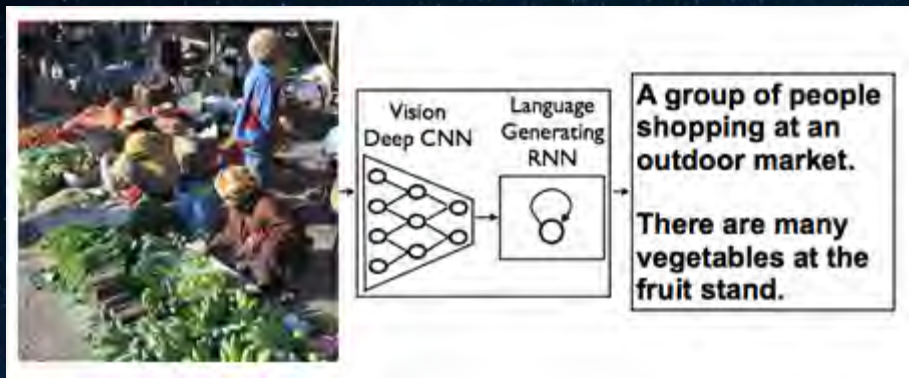 Vision
Deep CNN
Language
Generating
RNN
A group of people
shopping at an
outdoor market.
There are many
vegetables at the
fruit stand.